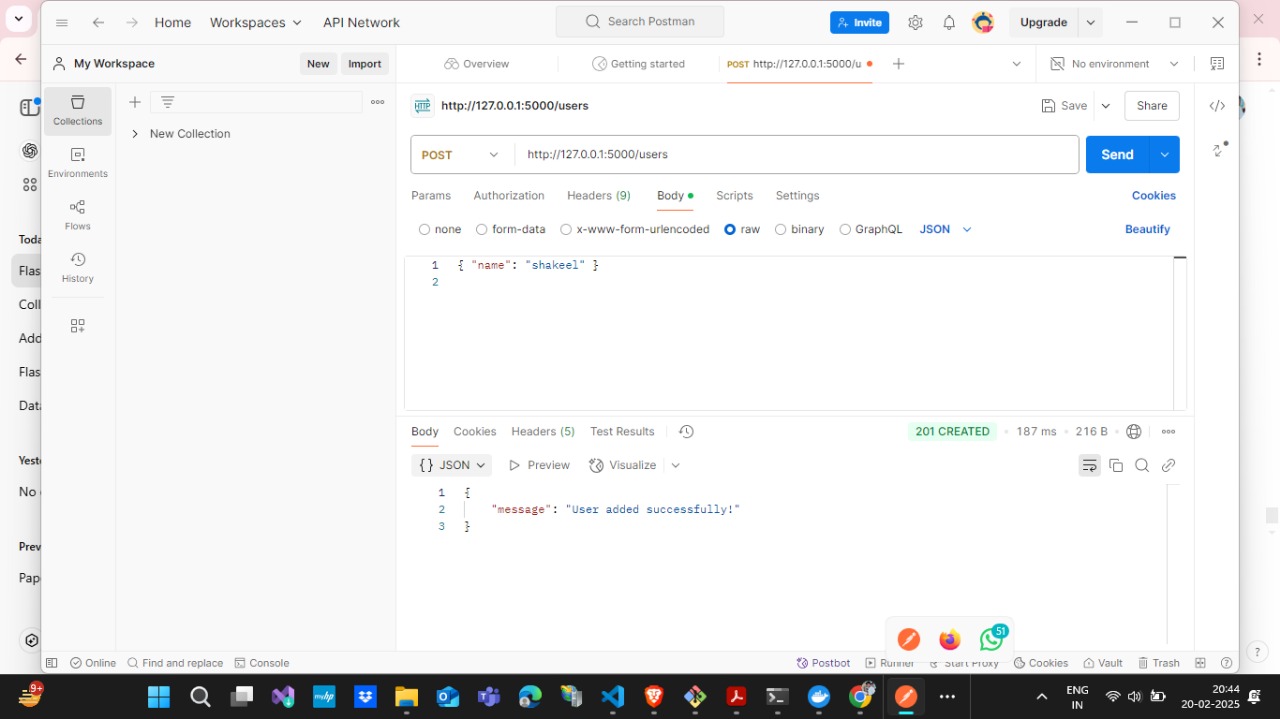 Home
Workspaces
API Network
Search Postman
Invite
Upgrade
My Workspace
New
Import
Overview
Getting started
POST http://127.0.0.1:5000/u
No environment
Collections
New Collection
HTTP
http://127.0.0.1:5000/users
Save
Share
Environments
POST
http://127.0.0.1:5000/users
Send
Flows
Params
Authorization
Headers (9)
Body
Scripts
Settings
Cookies
History
none
form-data
x-www-form-urlencoded
raw
binary
GraphQL
JSON
Beautify
1 { "name": "shakeel" }
2
Toda
Flas
Coll
Add
Flas
Data
Yeste
No
Prev
Pap
Body
Cookies
Headers (5)
Test Results
201 CREATED
187 ms
216 B
{} JSON
Preview
Visualize
1 {
2 "message": "User added successfully!"
3 }
51
Online
Find and replace
Console
Postbot
Runner
Start Proxy
Cookies
Vault
Trash
?
9+
myhp
ENG
IN
20:44
20-02-2025